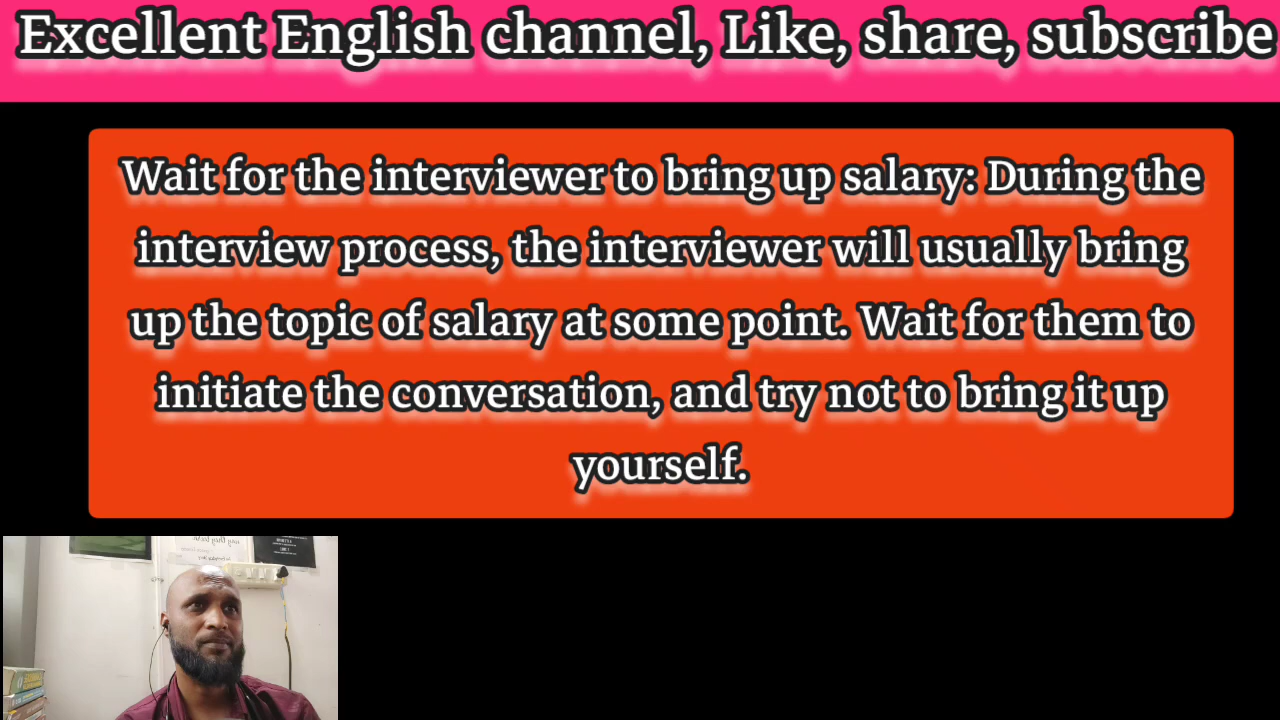 Excellent English channel, Like, share, subscribe
Wait for the interviewer to bring up salary: During the
interview process, the interviewer will usually bring
up the topic of salary at some point. Wait for them to
initiate the conversation, and try not to bring it up
yourself.